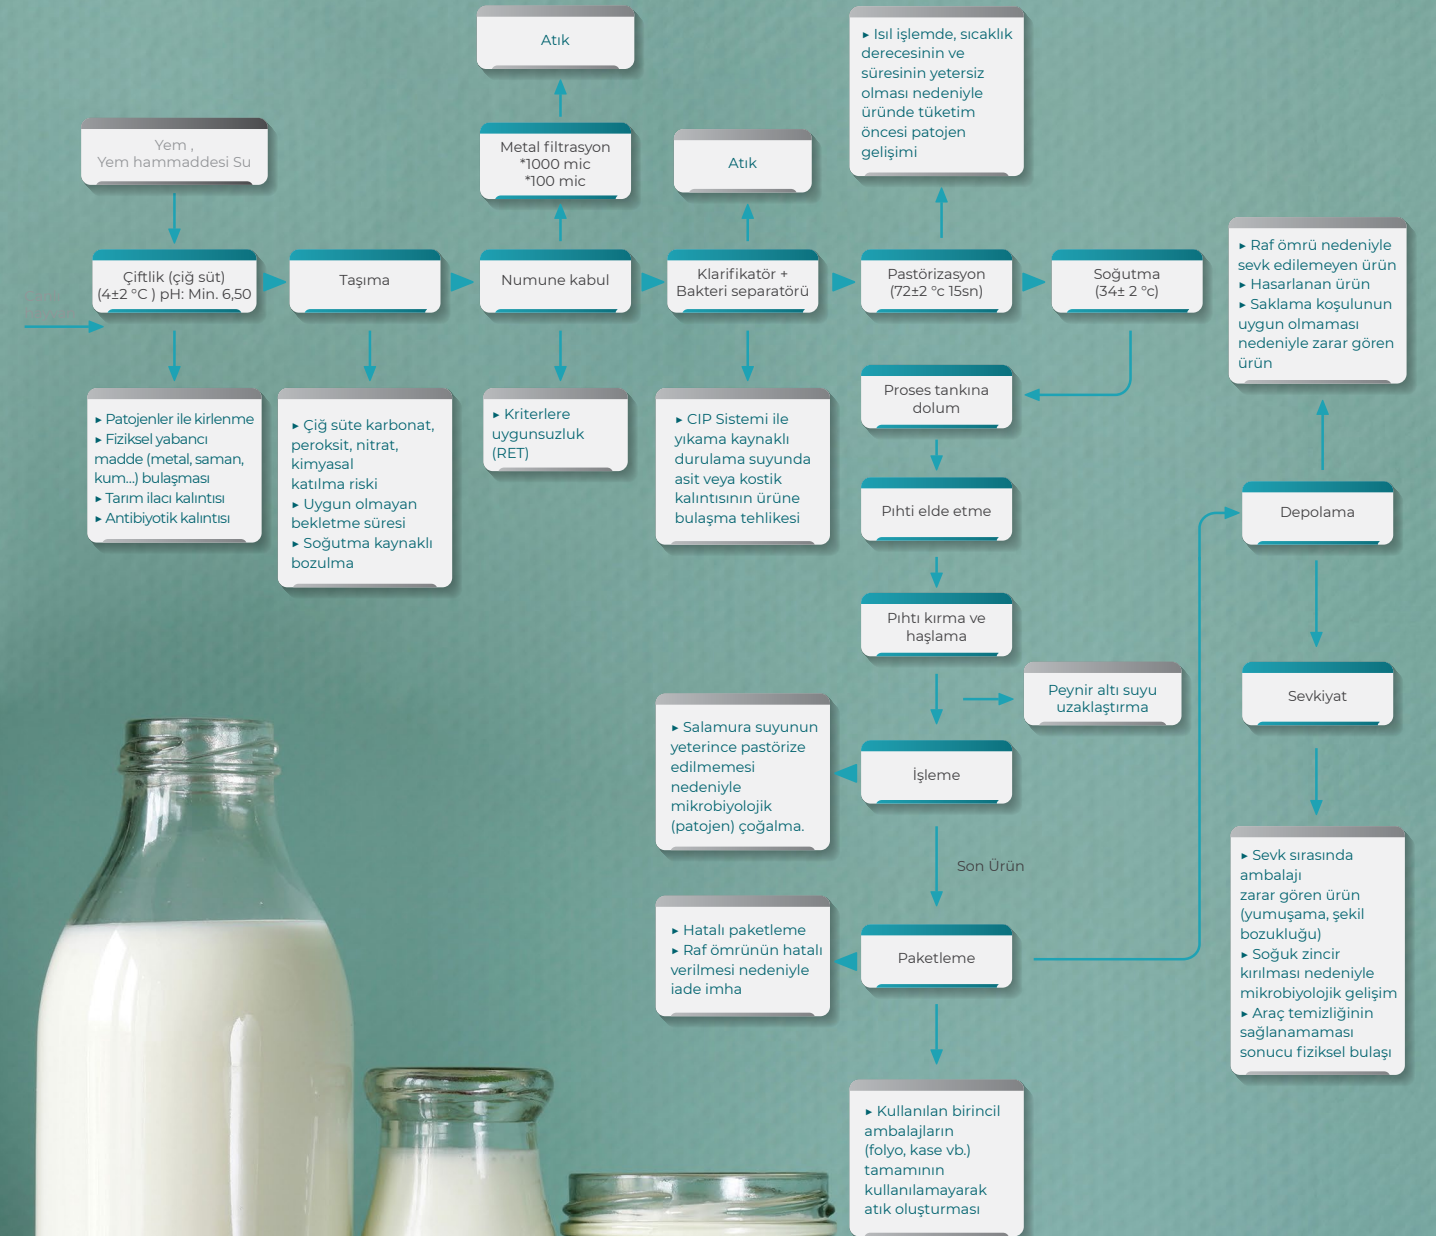 Atık
▸ Isıl işlemde, sıcaklık
derecesinin ve
süresinin yetersiz
olması nedeniyle
üründe tüketim
öncesi patojen
gelişimi
Yem ,
Yem hammaddesi Su
Metal filtrasyon
*1000 mic
*100 mic
Atık
Çiftlik (çiğ süt)
(4±2 °C ) pH: Min. 6,50
Taşıma
Numune kabul
Klarifikatör +
Bakteri separatörü
Pastörizasyon
(72±2 °c 15sn)
Soğutma
(34± 2 °c)
▸ Raf ömrü nedeniyle
sevk edilemeyen ürün
▸ Hasarlanan ürün
▸ Saklama koşulunun
uygun olmaması
nedeniyle zarar gören
ürün
▸ Patojenler ile kirlenme
▸ Fiziksel yabancı
madde (metal, saman,
kum...) bulaşması
▸ Tarım ilacı kalıntısı
▸ Antibiyotik kalıntısı
▸ Çiğ süte karbonat,
peroksit, nitrat,
kimyasal
katılma riski
▸ Uygun olmayan
bekletme süresi
▸ Soğutma kaynaklı
bozulma
▸ Kriterlere
uygunsuzluk
(RET)
▸ CIP Sistemi ile
yıkama kaynaklı
durulama suyunda
asit veya kostik
kalıntısının ürüne
bulaşma tehlikesi
Proses tankına
dolum
Pıhti elde etme
Pıhtı kırma ve
haşlama
Peynir altı suyu
uzaklaştırma
Depolama
Sevkiyat
▸ Salamura suyunun
yeterince pastörize
edilmemesi
nedeniyle
mikrobiyolojik
(patojen) çoğalma.
İşleme
Son Ürün
▸ Hatalı paketleme
▸ Raf ömrünün hatalı
verilmesi nedeniyle
iade imha
Paketleme
▸ Sevk sırasında
ambalajı
zarar gören ürün
(yumuşama, şekil
bozukluğu)
▸ Soğuk zincir
kırılması nedeniyle
mikrobiyolojik gelişim
▸ Araç temizliğinin
sağlanamaması
sonucu fiziksel bulaşı
▸ Kullanılan birincil
ambalajların
(folyo, kase vb.)
tamamının
kullanılamayarak
atık oluşturması